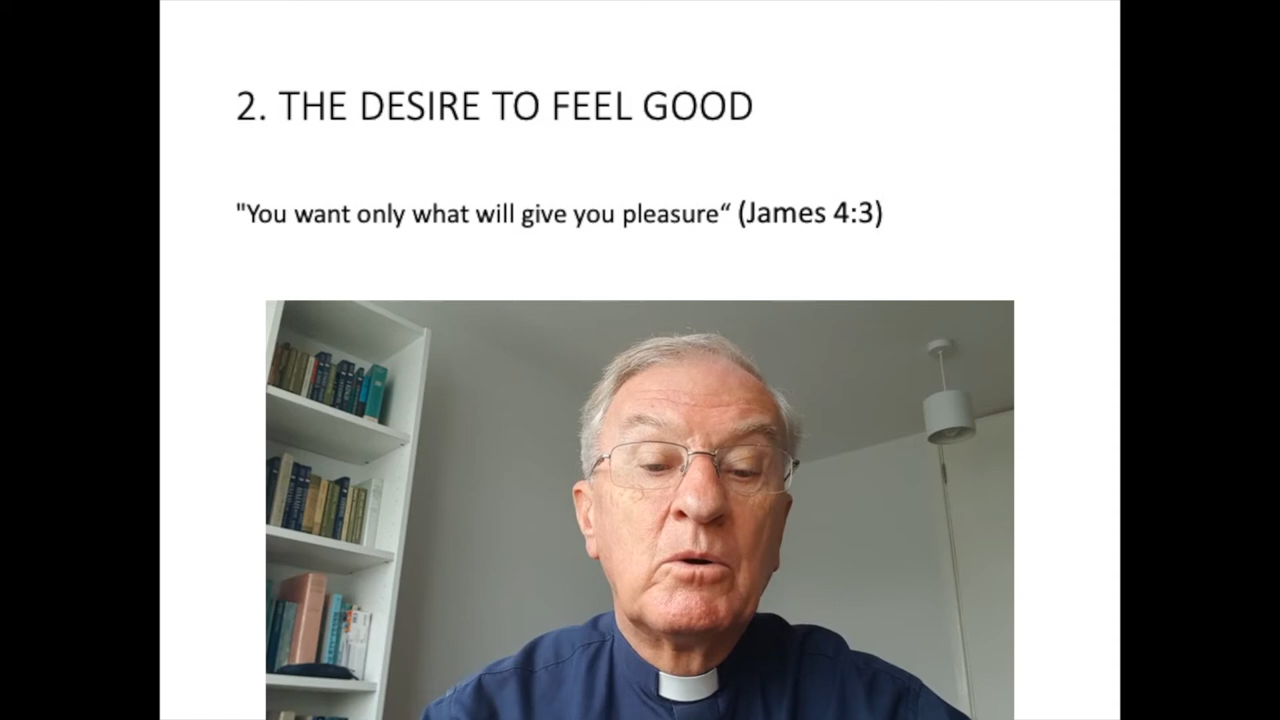 2. THE DESIRE TO FEEL GOOD
"You want only what will give you pleasure“ (James 4:3)